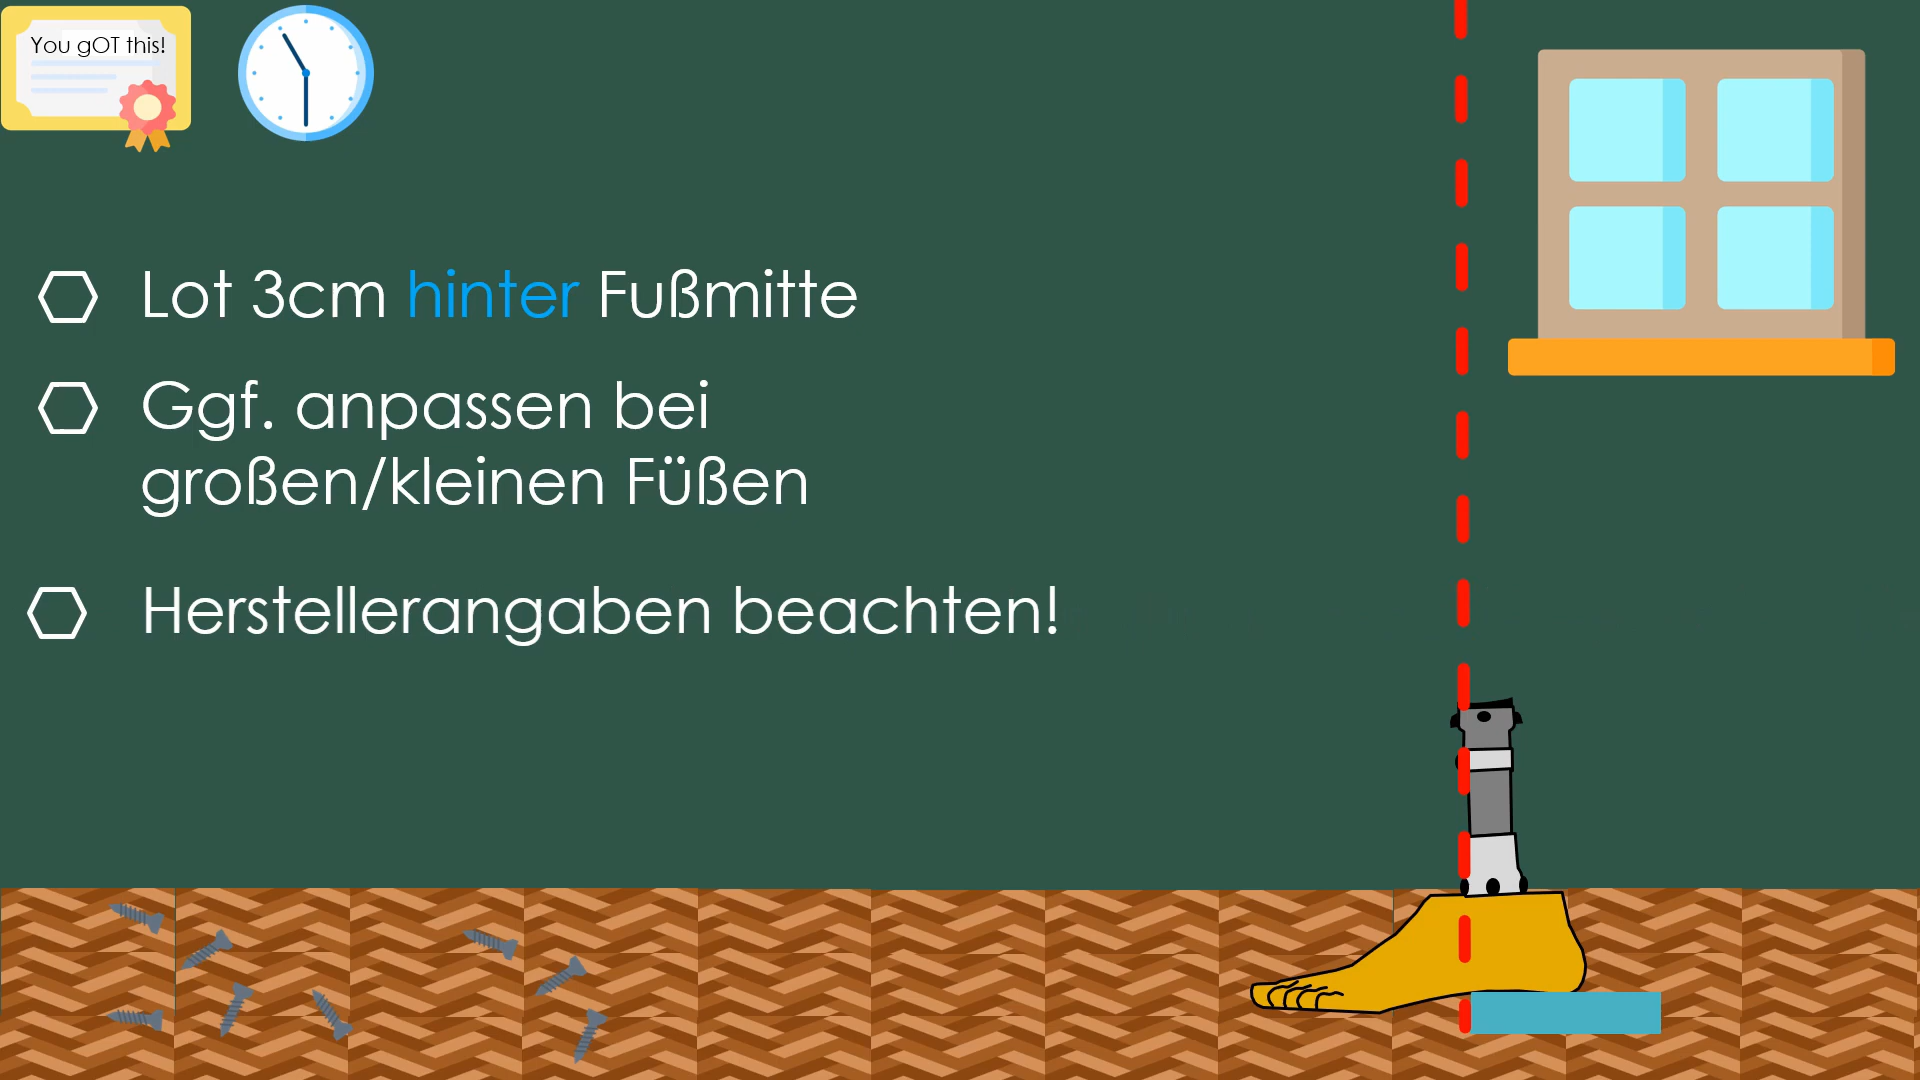 You gOT this!
Lot 3cm hinter Fußmitte
Ggf. anpassen bei
großen/kleinen Füßen
Herstellerangaben beachten!